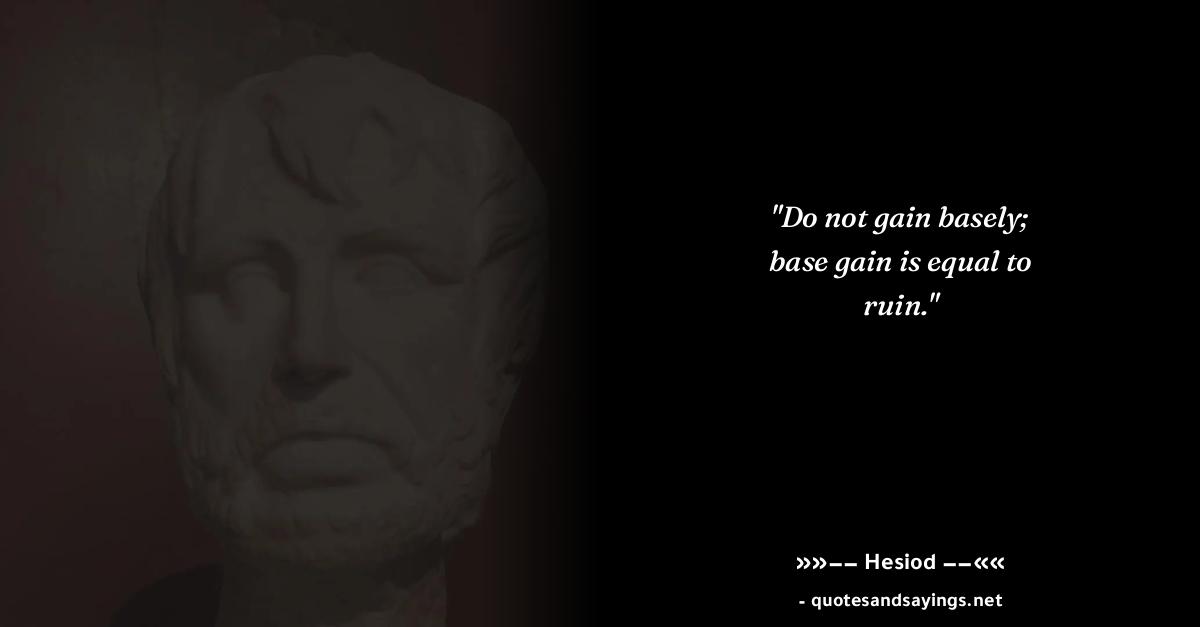 "Do not gain basely;
base gain is equal to
ruin."
»»−− Hesiod −−««
- quotesandsayings.net